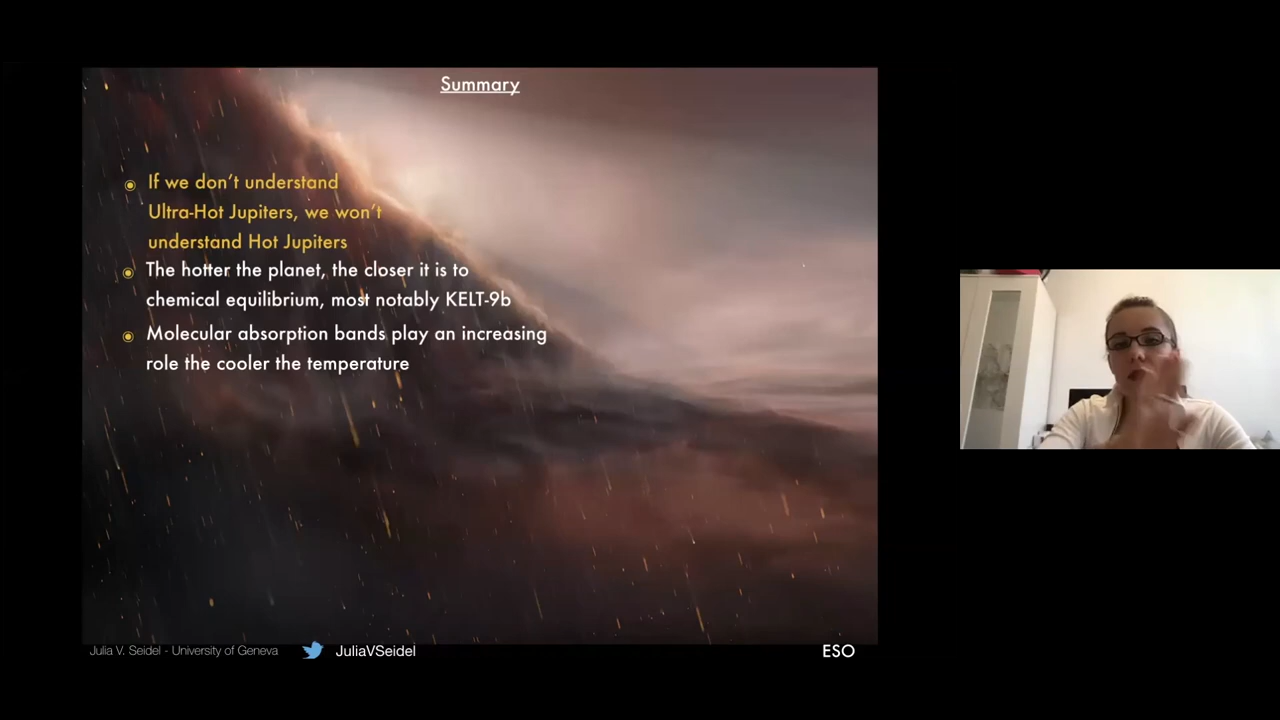 Summary
If we don't understand
Ultra-Hot Jupiters, we won't
understand Hot Jupiters
The hotter the planet, the closer it is to
chemical equilibrium, most notably KELT-9b
Molecular absorption bands play an increasing
role the cooler the temperature
Julia V. Seidel - University of Geneva
JuliaVSeidel
ESO